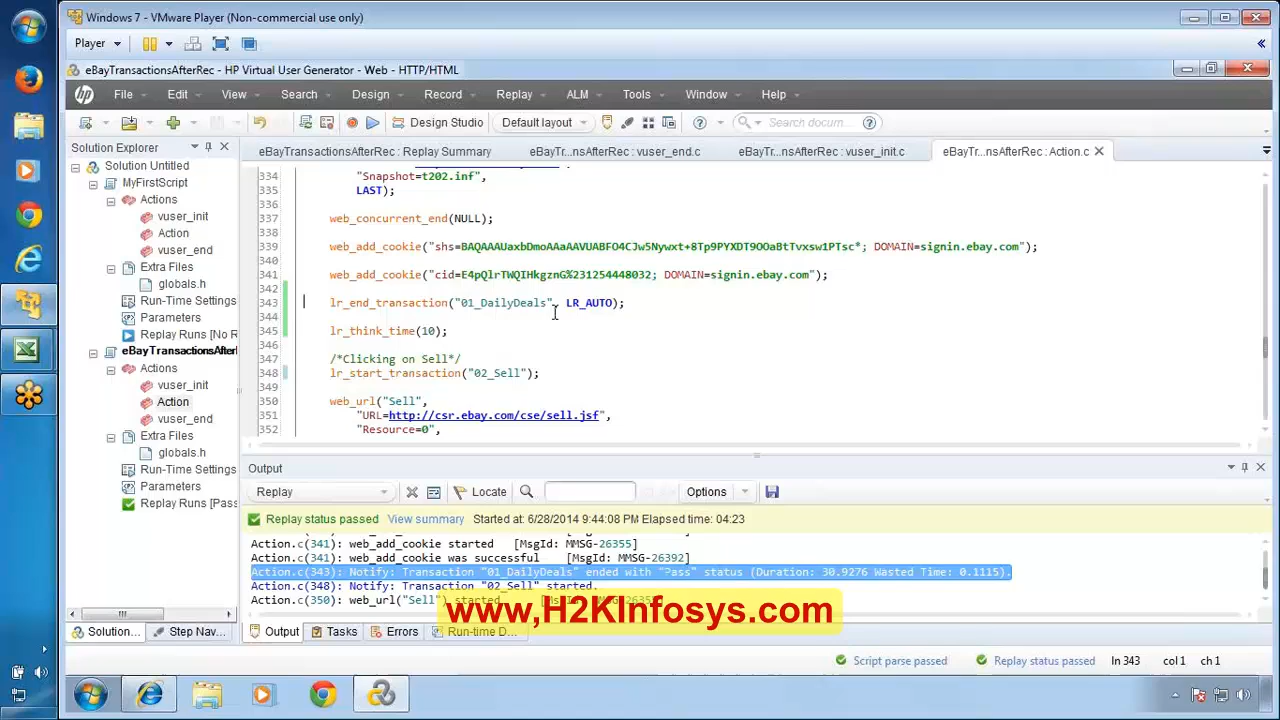 Windows 7 - VMware Player (Non-commercial use only)
Player
eBayTransactionsAfterRec - HP Virtual User Generator - Web - HTTP/HTML
File Edit View Search Design Record Replay ALM Tools Window Help
Design Studio Default layout Search docum...
Solution Explorer
eBayTransactionsAfterRec : Replay Summary eBayTr...nsAfterRec : vuser_end.c eBayTr...nsAfterRec : vuser_init.c eBayTr...nsAfterRec : Action.c
Solution Untitled
MyFirstScript
Actions
vuser_init
Action
vuser_end
Extra Files
globals.h
Run-Time Settings
Parameters
Replay Runs [No R
eBayTransactionsAfterR
Actions
vuser_init
Action
vuser_end
Extra Files
globals.h
Run-Time Settings
Parameters
Replay Runs [Pass
334 "Snapshot=t202.inf",
335 LAST);
336
337 web_concurrent_end(NULL);
338
339 web_add_cookie("shs=BAQAAAUaxbDmoAAaAAVUABFO4CJw5Nywxt+8Tp9PYXDT9OOaBtTvxsw1PTsc*; DOMAIN=signin.ebay.com");
340
341 web_add_cookie("cid=E4pQlrTWQIHkgznG%231254448032; DOMAIN=signin.ebay.com");
342
343 lr_end_transaction("01_DailyDeals", LR_AUTO);
344
345 lr_think_time(10);
346
347 /*Clicking on Sell*/
348 lr_start_transaction("02_Sell");
349
350 web_url("Sell",
351 "URL=http://csr.ebay.com/cse/sell.jsf",
352 "Resource=0",
Output
Replay Locate Options
Replay status passed View summary Started at: 6/28/2014 9:44:08 PM Elapsed time: 04:23
Action.c(341): web_add_cookie started [MsgId: MMSG-26355]
Action.c(341): web_add_cookie was successful [MsgId: MMSG-26392]
Action.c(343): Notify: Transaction "01_DailyDeals" ended with "Pass" status (Duration: 30.9276 Wasted Time: 0.1115).
Action.c(348): Notify: Transaction "02_Sell" started.
Action.c(350): web_url("Sell") started
www,H2KInfosys.com
Solution... Step Nav... Output Tasks Errors Run-time D...
Script parse passed Replay status passed ln 343 col 1 ch 1